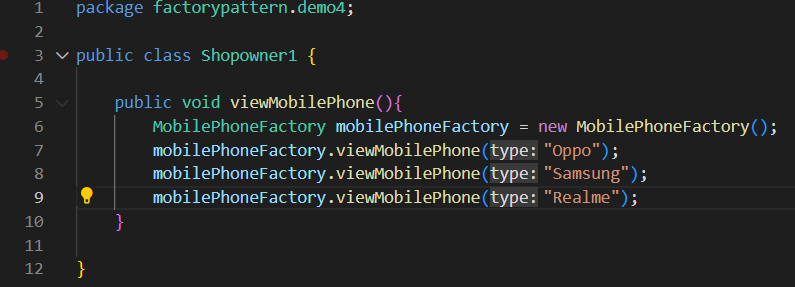 1 package factorypattern.demo4;
2
3 public class Shopowner1 {
4
5 public void viewMobilePhone(){
6 MobilePhoneFactory mobilePhoneFactory = new MobilePhoneFactory();
7 mobilePhoneFactory.viewMobilePhone(type:"Oppo");
8 mobilePhoneFactory.viewMobilePhone(type:"Samsung");
9 mobilePhoneFactory.viewMobilePhone(type:"Realme");
10 }
11
12 }